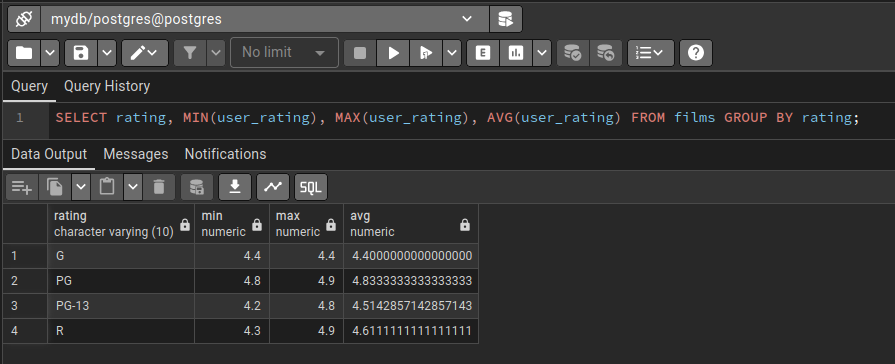 mydb/postgres@postgres
No limit
E
Query Query History
1 SELECT rating, MIN(user_rating), MAX(user_rating), AVG(user_rating) FROM films GROUP BY rating;
Data Output Messages Notifications
SQL
rating min max avg
character varying (10) numeric numeric numeric
1 G 4.4 4.4 4.4000000000000000
2 PG 4.8 4.9 4.8333333333333333
3 PG-13 4.2 4.8 4.5142857142857143
4 R 4.3 4.9 4.6111111111111111